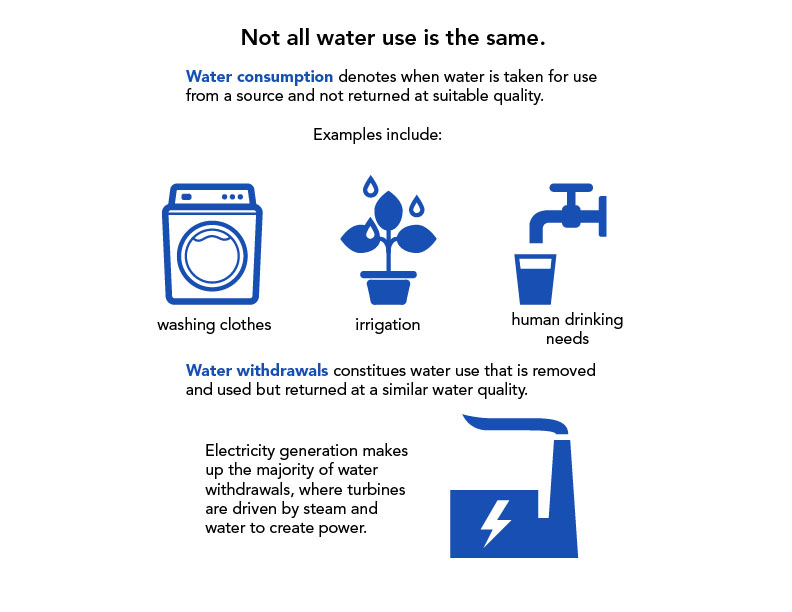 Not all water use is the same.
Water consumption denotes when water is taken for use
from a source and not returned at suitable quality.
Examples include:
washing clothes
irrigation
human drinking
needs
Water withdrawals constitues water use that is removed
and used but returned at a similar water quality.
Electricity generation makes
up the majority of water
withdrawals, where turbines
are driven by steam and
water to create power.